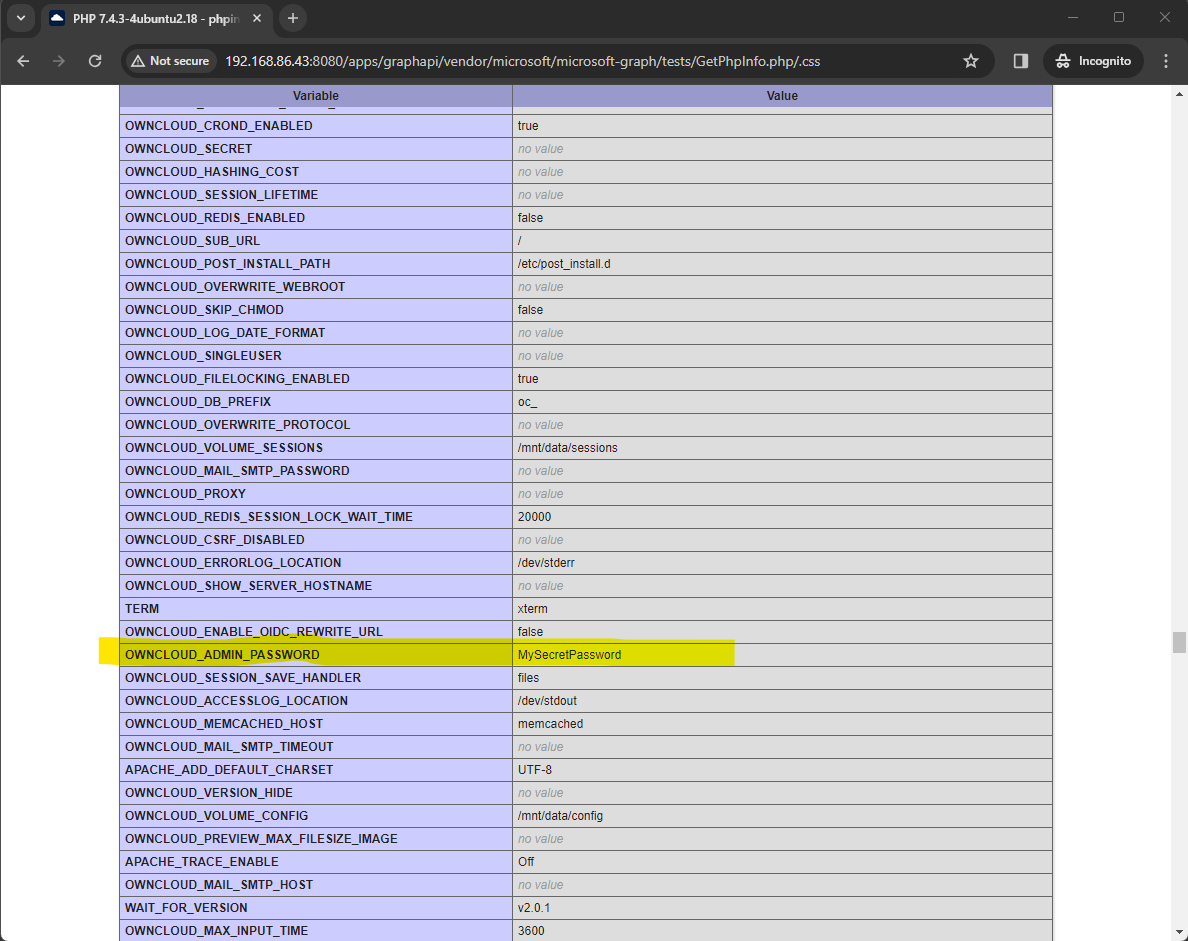 PHP 7.4.3-4ubuntu2.18 - phpin
Not secure 192.168.86.43:8080/apps/graphapi/vendor/microsoft/microsoft-graph/tests/GetPhpInfo.php/.css Incognito
Variable Value
OWNCLOUD_CROND_ENABLED true
OWNCLOUD_SECRET no value
OWNCLOUD_HASHING_COST no value
OWNCLOUD_SESSION_LIFETIME no value
OWNCLOUD_REDIS_ENABLED false
OWNCLOUD_SUB_URL /
OWNCLOUD_POST_INSTALL_PATH /etc/post_install.d
OWNCLOUD_OVERWRITE_WEBROOT no value
OWNCLOUD_SKIP_CHMOD false
OWNCLOUD_LOG_DATE_FORMAT no value
OWNCLOUD_SINGLEUSER no value
OWNCLOUD_FILELOCKING_ENABLED true
OWNCLOUD_DB_PREFIX oc_
OWNCLOUD_OVERWRITE_PROTOCOL no value
OWNCLOUD_VOLUME_SESSIONS /mnt/data/sessions
OWNCLOUD_MAIL_SMTP_PASSWORD no value
OWNCLOUD_PROXY no value
OWNCLOUD_REDIS_SESSION_LOCK_WAIT_TIME 20000
OWNCLOUD_CSRF_DISABLED no value
OWNCLOUD_ERRORLOG_LOCATION /dev/stderr
OWNCLOUD_SHOW_SERVER_HOSTNAME no value
TERM xterm
OWNCLOUD_ENABLE_OIDC_REWRITE_URL false
OWNCLOUD_ADMIN_PASSWORD MySecretPassword
OWNCLOUD_SESSION_SAVE_HANDLER files
OWNCLOUD_ACCESSLOG_LOCATION /dev/stdout
OWNCLOUD_MEMCACHED_HOST memcached
OWNCLOUD_MAIL_SMTP_TIMEOUT no value
APACHE_ADD_DEFAULT_CHARSET UTF-8
OWNCLOUD_VERSION_HIDE no value
OWNCLOUD_VOLUME_CONFIG /mnt/data/config
OWNCLOUD_PREVIEW_MAX_FILESIZE_IMAGE no value
APACHE_TRACE_ENABLE Off
OWNCLOUD_MAIL_SMTP_HOST no value
WAIT_FOR_VERSION v2.0.1
OWNCLOUD_MAX_INPUT_TIME 3600